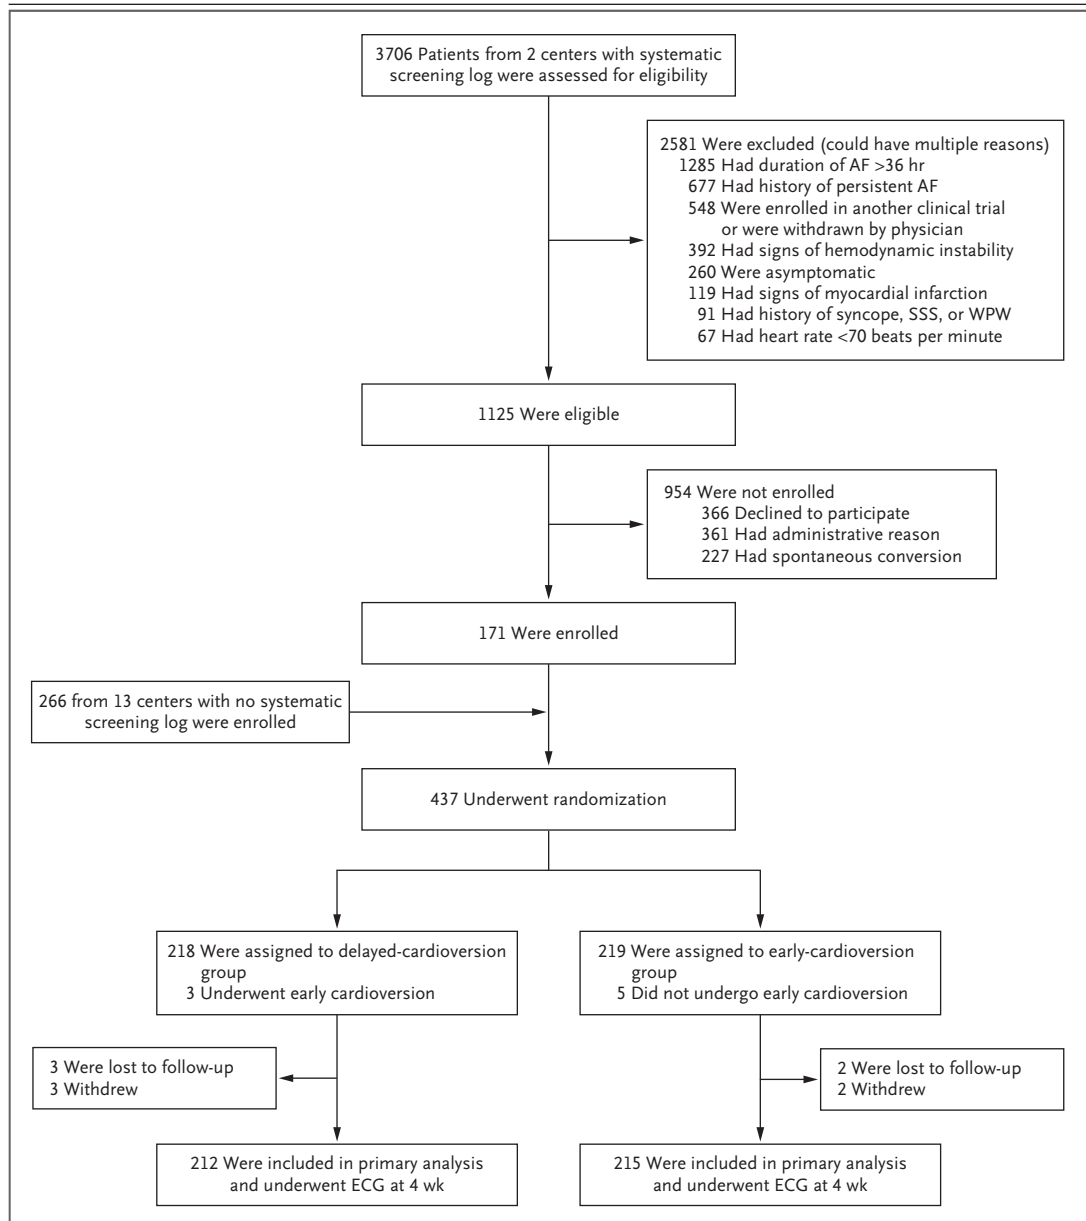 3706 Patients from 2 centers with systematic
screening log were assessed for eligibility
2581 Were excluded (could have multiple reasons)
1285 Had duration of AF >36 hr
677 Had history of persistent AF
548 Were enrolled in another clinical trial
or were withdrawn by physician
392 Had signs of hemodynamic instability
260 Were asymptomatic
119 Had signs of myocardial infarction
91 Had history of syncope, SSS, or WPW
67 Had heart rate <70 beats per minute
1125 Were eligible
954 Were not enrolled
366 Declined to participate
361 Had administrative reason
227 Had spontaneous conversion
171 Were enrolled
266 from 13 centers with no systematic
screening log were enrolled
437 Underwent randomization
218 Were assigned to delayed-cardioversion
group
3 Underwent early cardioversion
219 Were assigned to early-cardioversion
group
5 Did not undergo early cardioversion
3 Were lost to follow-up
3 Withdrew
2 Were lost to follow-up
2 Withdrew
212 Were included in primary analysis
and underwent ECG at 4 wk
215 Were included in primary analysis
and underwent ECG at 4 wk